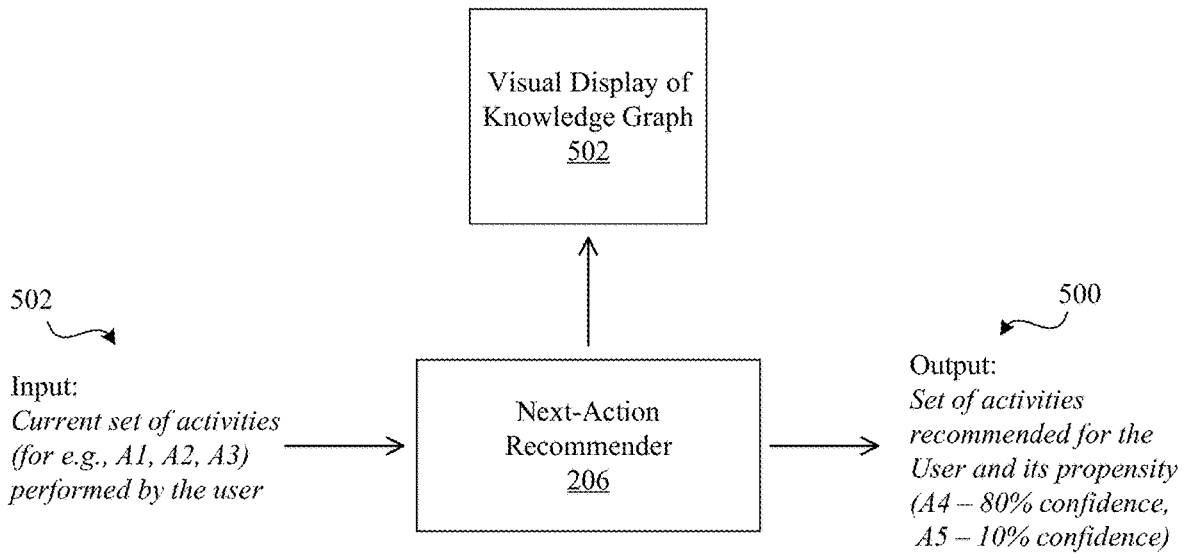 Visual Display of
Knowledge Graph
502
502
500
Input:
Current set of activities
(for e.g., A1, A2, A3)
performed by the user
Next-Action
Recommender
206
Output:
Set of activities
recommended for the
User and its propensity
(A4 – 80% confidence,
A5 – 10% confidence)